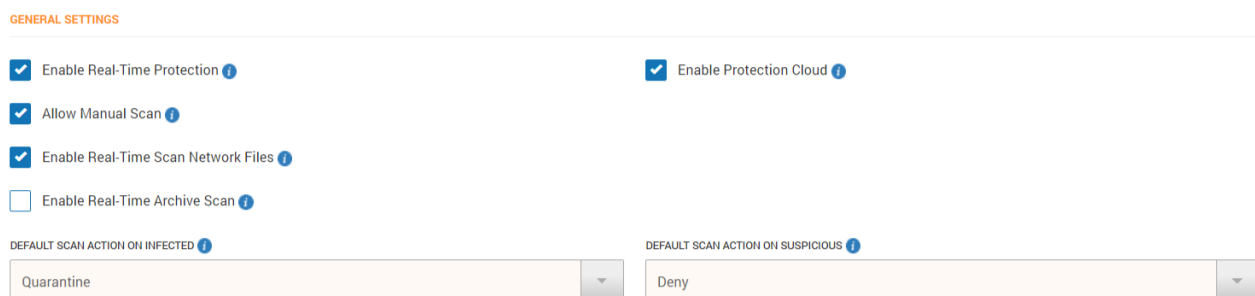 GENERAL SETTINGS
Enable Real-Time Protection
Enable Protection Cloud
Allow Manual Scan
Enable Real-Time Scan Network Files
Enable Real-Time Archive Scan
DEFAULT SCAN ACTION ON INFECTED
DEFAULT SCAN ACTION ON SUSPICIOUS
Quarantine
Deny